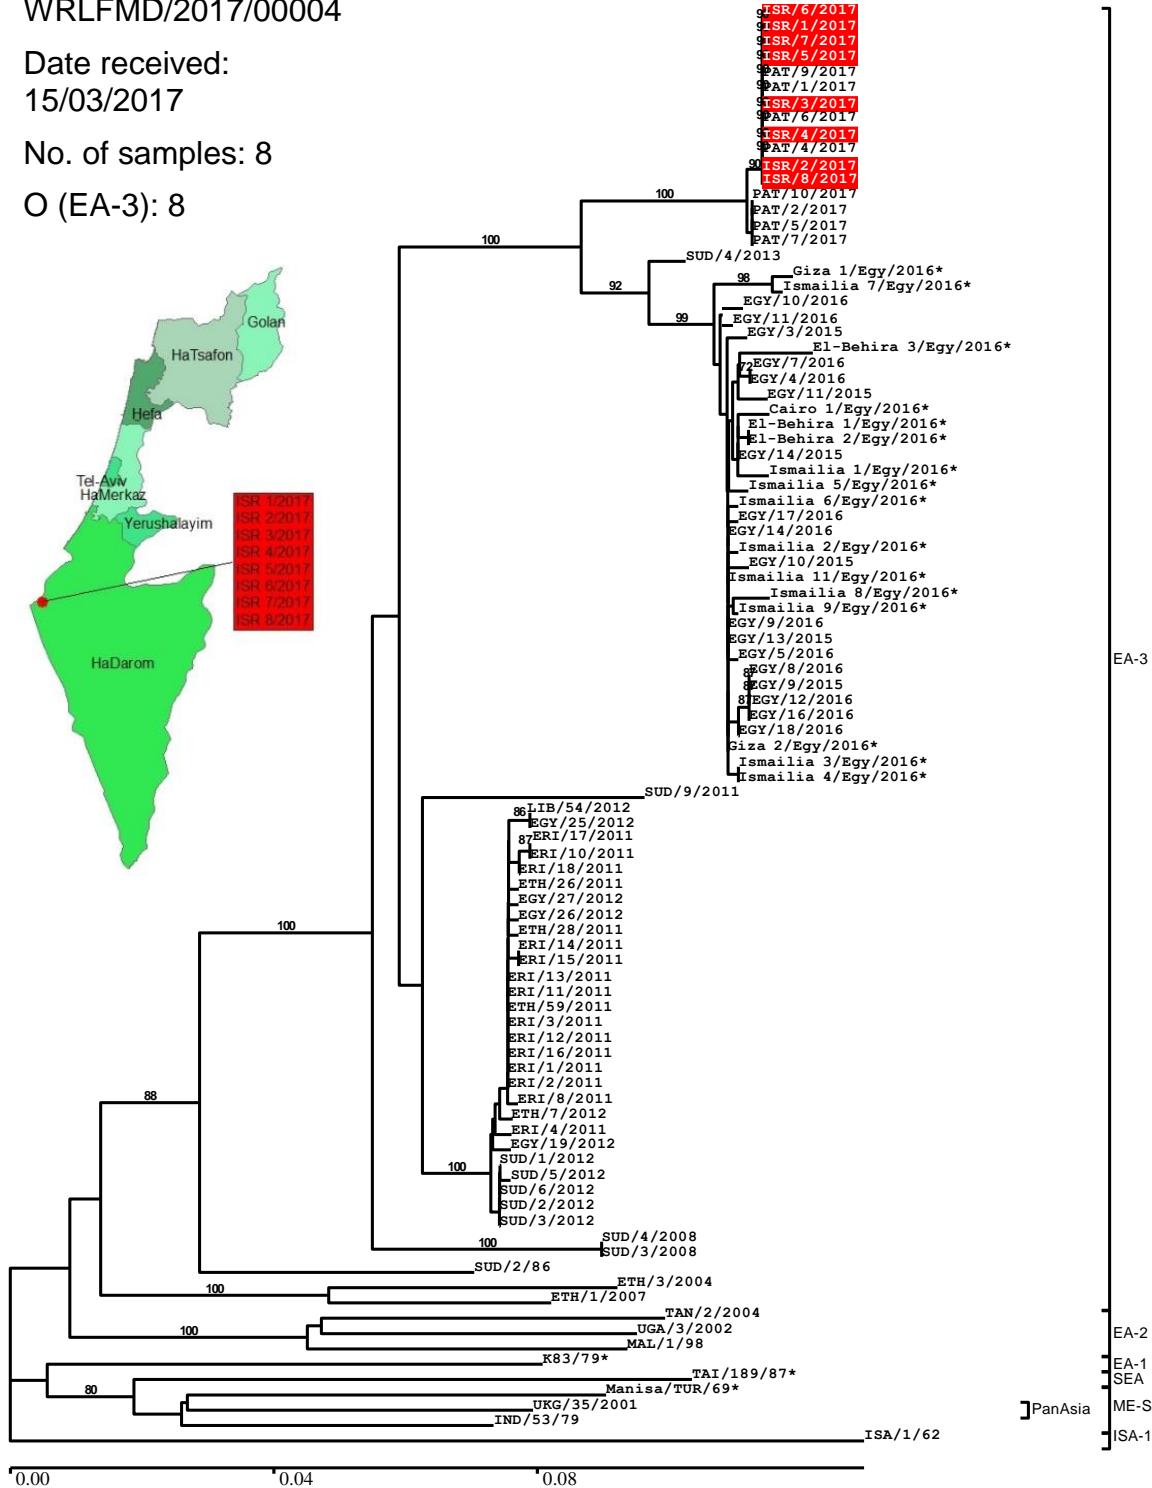 WRLFMD/2017/00004
Date received:
15/03/2017
No. of samples: 8
O (EA-3): 8
Golan
HaTsafon
Hefa
Tel-Aviv
HaMerkaz
Yerushalayim
HaDarom
ISR 1/2017
ISR 2/2017
ISR 3/2017
ISR 4/2017
ISR 5/2017
ISR 6/2017
ISR 7/2017
ISR 8/2017
ISR/6/2017
ISR/1/2017
ISR/7/2017
ISR/5/2017
PAT/9/2017
PAT/1/2017
ISR/3/2017
PAT/6/2017
ISR/4/2017
PAT/4/2017
90 ISR/2/2017
ISR/8/2017
100 PAT/10/2017
PAT/2/2017
PAT/5/2017
PAT/7/2017
100
SUD/4/2013
98 Giza 1/Egy/2016*
Ismailia 7/Egy/2016*
92
EGY/10/2016
99 EGY/11/2016
EGY/3/2015
El-Behira 3/Egy/2016*
72 EGY/7/2016
EGY/4/2016
EGY/11/2015
Cairo 1/Egy/2016*
El-Behira 1/Egy/2016*
El-Behira 2/Egy/2016*
EGY/14/2015
Ismailia 1/Egy/2016*
Ismailia 5/Egy/2016*
Ismailia 6/Egy/2016*
EGY/17/2016
EGY/14/2016
Ismailia 2/Egy/2016*
EGY/10/2015
Ismailia 11/Egy/2016*
Ismailia 8/Egy/2016*
Ismailia 9/Egy/2016*
EGY/9/2016
EGY/13/2015
EGY/5/2016
EA-3
EGY/8/2016
EGY/9/2015
87 EGY/12/2016
EGY/16/2016
EGY/18/2016
Giza 2/Egy/2016*
Ismailia 3/Egy/2016*
Ismailia 4/Egy/2016*
SUD/9/2011
LIB/54/2012
86 EGY/25/2012
ERI/17/2011
87 ERI/10/2011
ERI/18/2011
ETH/26/2011
EGY/27/2012
EGY/26/2012
100 ETH/28/2011
ERI/14/2011
ERI/15/2011
ERI/13/2011
ERI/11/2011
ETH/59/2011
ERI/3/2011
ERI/12/2011
ERI/16/2011
ERI/1/2011
ERI/2/2011
88 ERI/8/2011
ETH/7/2012
ERI/4/2011
EGY/19/2012
SUD/1/2012
100 SUD/5/2012
SUD/6/2012
SUD/2/2012
SUD/3/2012
SUD/4/2008
100 SUD/3/2008
SUD/2/86
ETH/3/2004
100 ETH/1/2007
TAN/2/2004
100 UGA/3/2002 EA-2
MAL/1/98
K83/79* EA-1
TAI/189/87* SEA
80 Manisa/TUR/69*
UKG/35/2001 PanAsia ME-S
IND/53/79
ISA/1/62 ISA-1
0.00 0.04 0.08